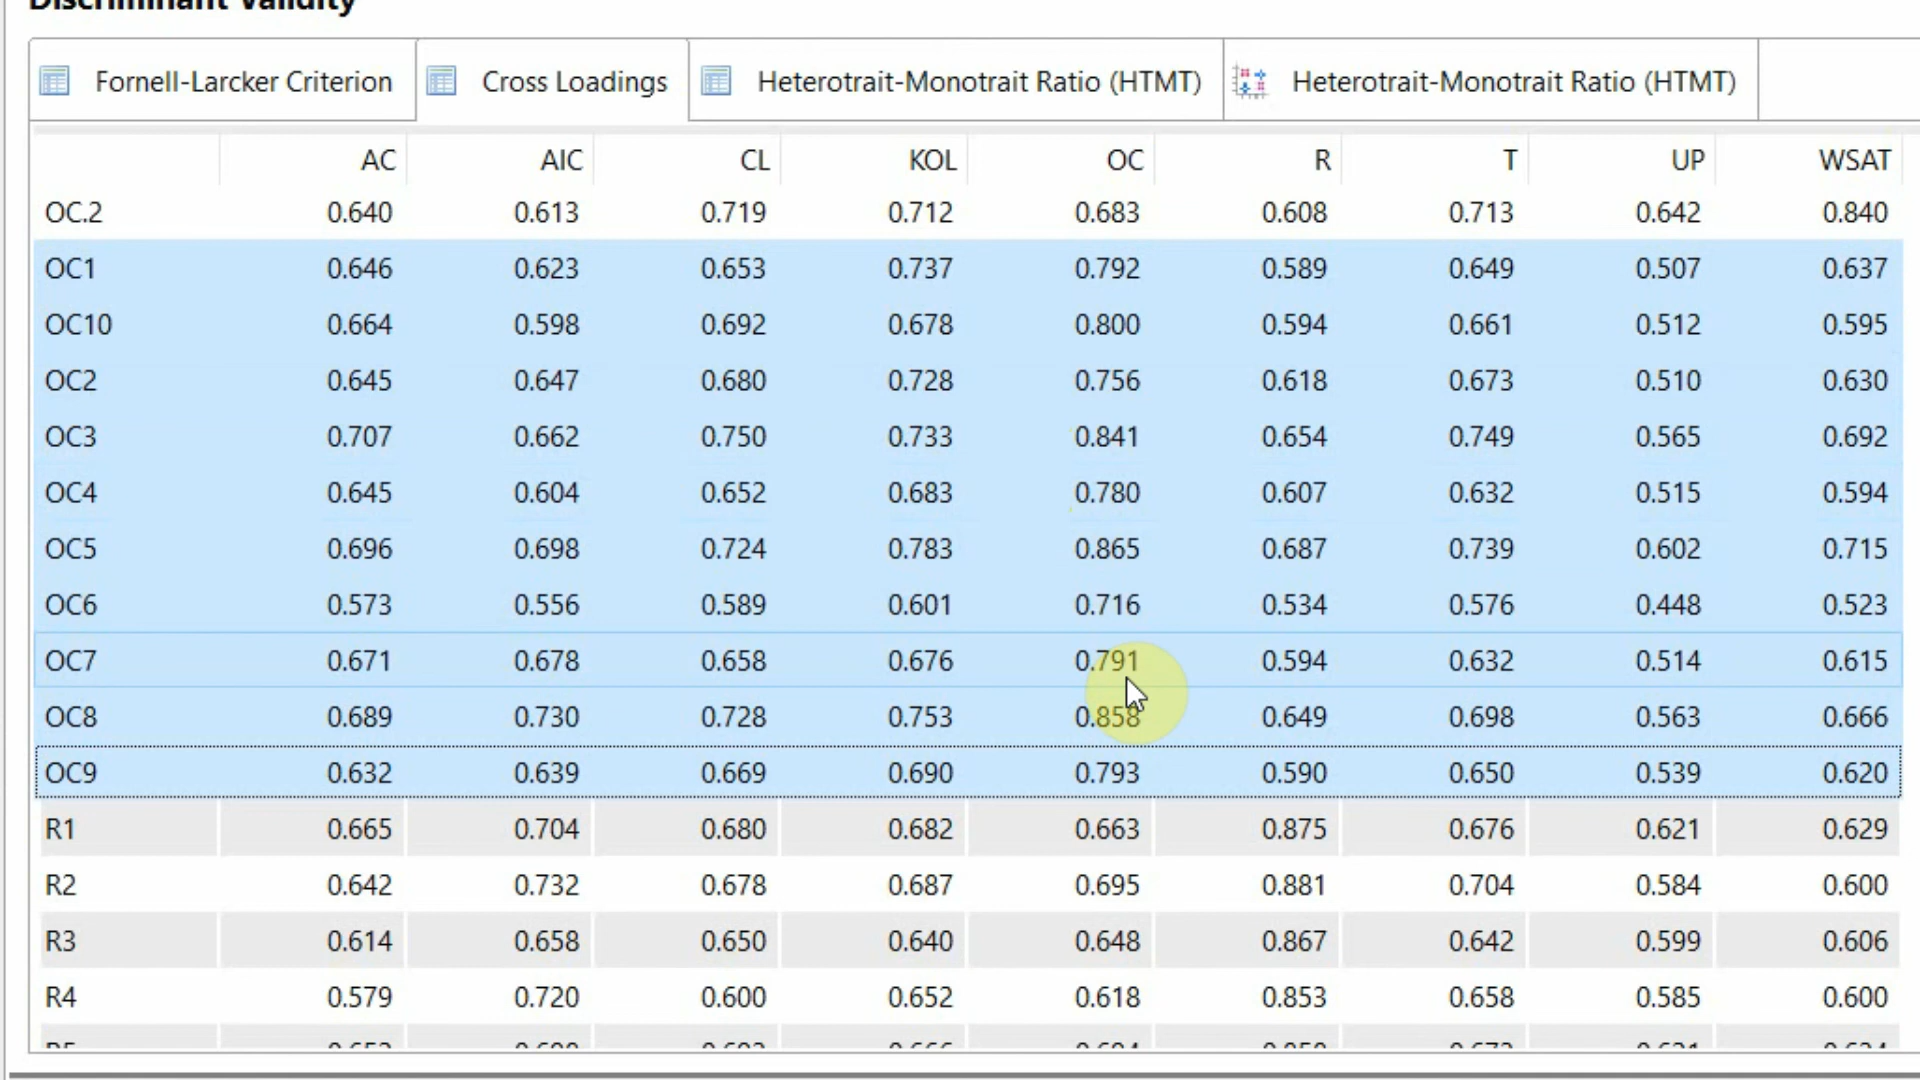 Discriminant Validity
Fornell-Larcker Criterion Cross Loadings Heterotrait-Monotrait Ratio (HTMT) Heterotrait-Monotrait Ratio (HTMT)
AC AIC CL KOL OC R T UP WSAT
OC.2 0.640 0.613 0.719 0.712 0.683 0.608 0.713 0.642 0.840
OC1 0.646 0.623 0.653 0.737 0.792 0.589 0.649 0.507 0.637
OC10 0.664 0.598 0.692 0.678 0.800 0.594 0.661 0.512 0.595
OC2 0.645 0.647 0.680 0.728 0.756 0.618 0.673 0.510 0.630
OC3 0.707 0.662 0.750 0.733 0.841 0.654 0.749 0.565 0.692
OC4 0.645 0.604 0.652 0.683 0.780 0.607 0.632 0.515 0.594
OC5 0.696 0.698 0.724 0.783 0.865 0.687 0.739 0.602 0.715
OC6 0.573 0.556 0.589 0.601 0.716 0.534 0.576 0.448 0.523
OC7 0.671 0.678 0.658 0.676 0.791 0.594 0.632 0.514 0.615
OC8 0.689 0.730 0.728 0.753 0.858 0.649 0.698 0.563 0.666
OC9 0.632 0.639 0.669 0.690 0.793 0.590 0.650 0.539 0.620
R1 0.665 0.704 0.680 0.682 0.663 0.875 0.676 0.621 0.629
R2 0.642 0.732 0.678 0.687 0.695 0.881 0.704 0.584 0.600
R3 0.614 0.658 0.650 0.640 0.648 0.867 0.642 0.599 0.606
R4 0.579 0.720 0.600 0.652 0.618 0.853 0.658 0.585 0.600